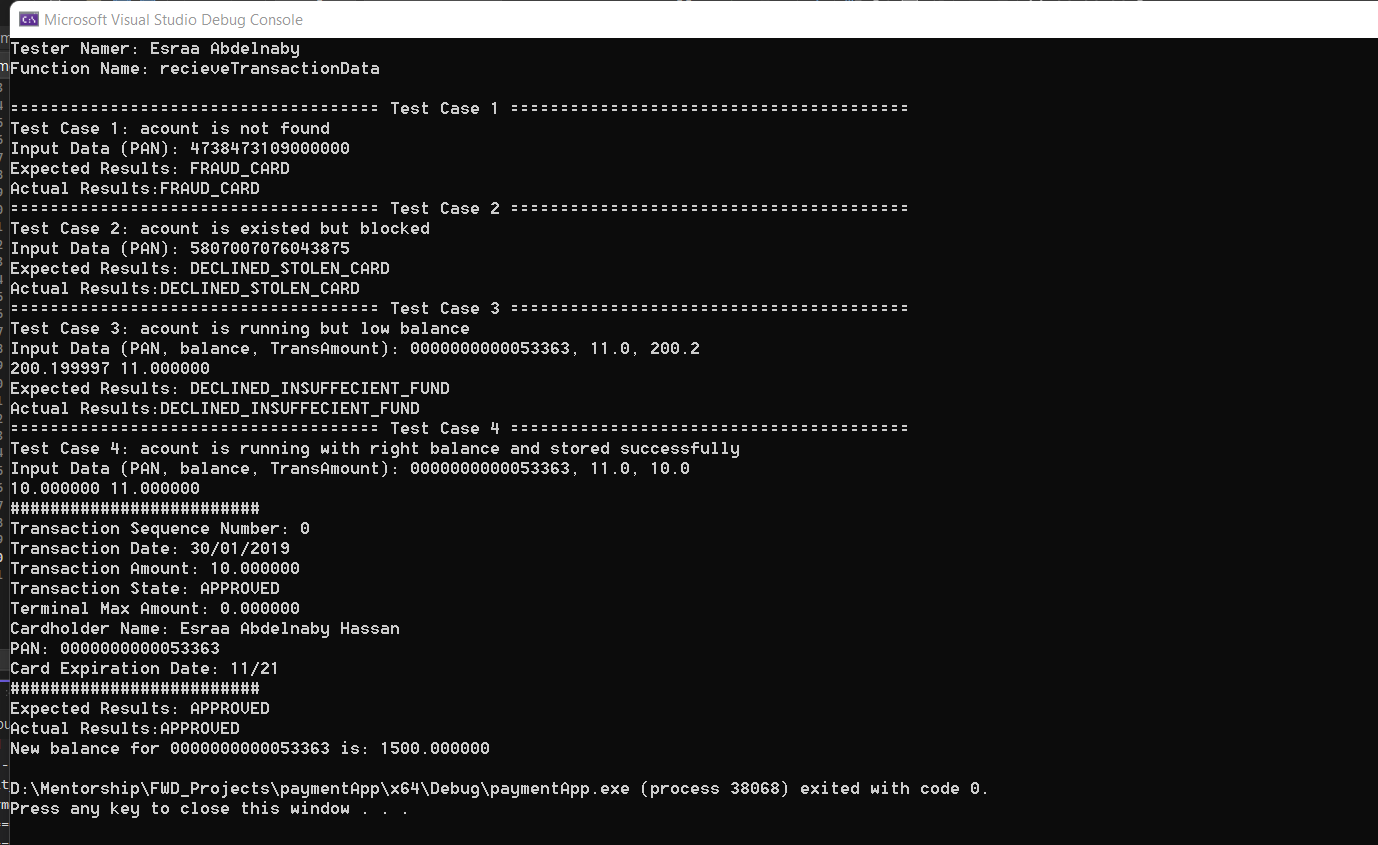 Microsoft Visual Studio Debug Console
Tester Namer: Esraa Abdelnaby
Function Name: recieveTransactionData
===================================== Test Case 1 ========================================
Test Case 1: acount is not found
Input Data (PAN): 4738473109000000
Expected Results: FRAUD_CARD
Actual Results:FRAUD_CARD
===================================== Test Case 2 ========================================
Test Case 2: acount is existed but blocked
Input Data (PAN): 5807007076043875
Expected Results: DECLINED_STOLEN_CARD
Actual Results:DECLINED_STOLEN_CARD
===================================== Test Case 3 ========================================
Test Case 3: acount is running but low balance
Input Data (PAN, balance, TransAmount): 0000000000053363, 11.0, 200.2
200.199997 11.000000
Expected Results: DECLINED_INSUFFECIENT_FUND
Actual Results:DECLINED_INSUFFECIENT_FUND
===================================== Test Case 4 ========================================
Test Case 4: acount is running with right balance and stored successfully
Input Data (PAN, balance, TransAmount): 0000000000053363, 11.0, 10.0
10.000000 11.000000
#########################
Transaction Sequence Number: 0
Transaction Date: 30/01/2019
Transaction Amount: 10.000000
Transaction State: APPROVED
Terminal Max Amount: 0.000000
Cardholder Name: Esraa Abdelnaby Hassan
PAN: 0000000000053363
Card Expiration Date: 11/21
#########################
Expected Results: APPROVED
Actual Results:APPROVED
New balance for 0000000000053363 is: 1500.000000
D:\Mentorship\FWD_Projects\paymentApp\x64\Debug\paymentApp.exe (process 38068) exited with code 0.
Press any key to close this window . . .